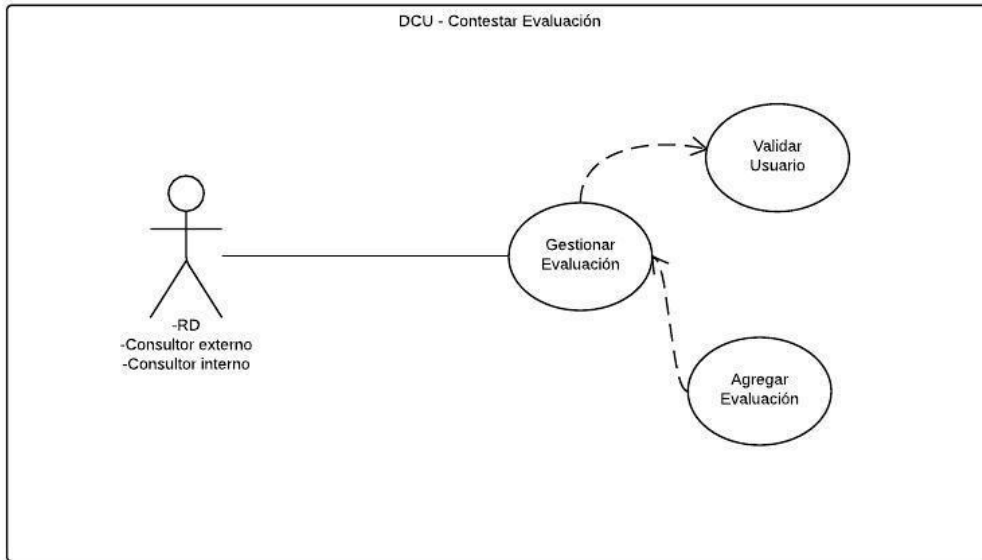 DCU - Contestar Evaluación
Validar
Usuario
Gestionar
Evaluación
-RD
-Consultor externo
-Consultor interno
Agregar
Evaluación